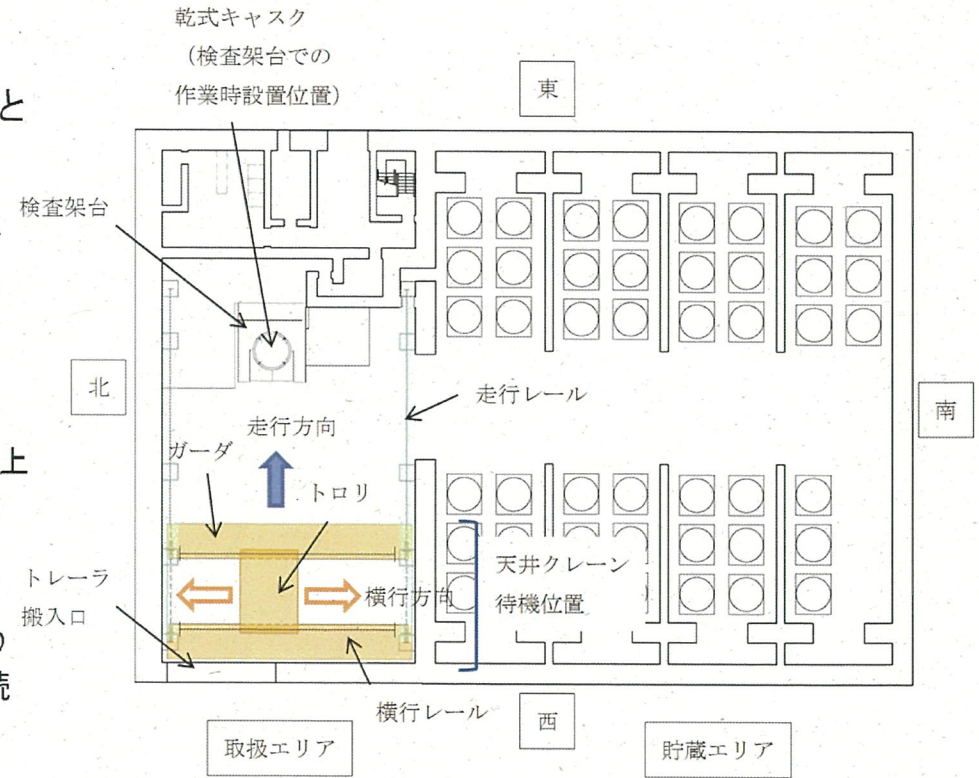 乾式キャスク
（検査架台での
作業時設置位置）
東
と
検査架台
北
走行レール
南
走行方向
ガーダ
上
トロリ
天井クレーン
待機位置
トレーラ
搬入口
横行方向
り
続
横行レール
西
取扱エリア
貯蔵エリア